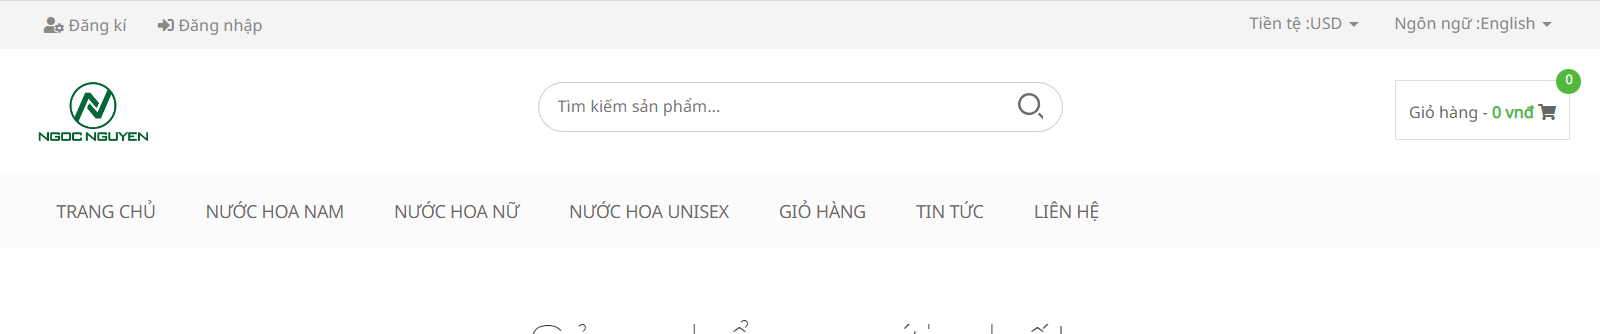 Đăng kí Đăng nhập Tiền tệ :USD Ngôn ngữ :English
0
NGOC NGUYEN Tìm kiếm sản phẩm... Giỏ hàng - 0 vnđ
TRANG CHỦ NƯỚC HOA NAM NƯỚC HOA NỮ NƯỚC HOA UNISEX GIỎ HÀNG TIN TỨC LIÊN HỆ